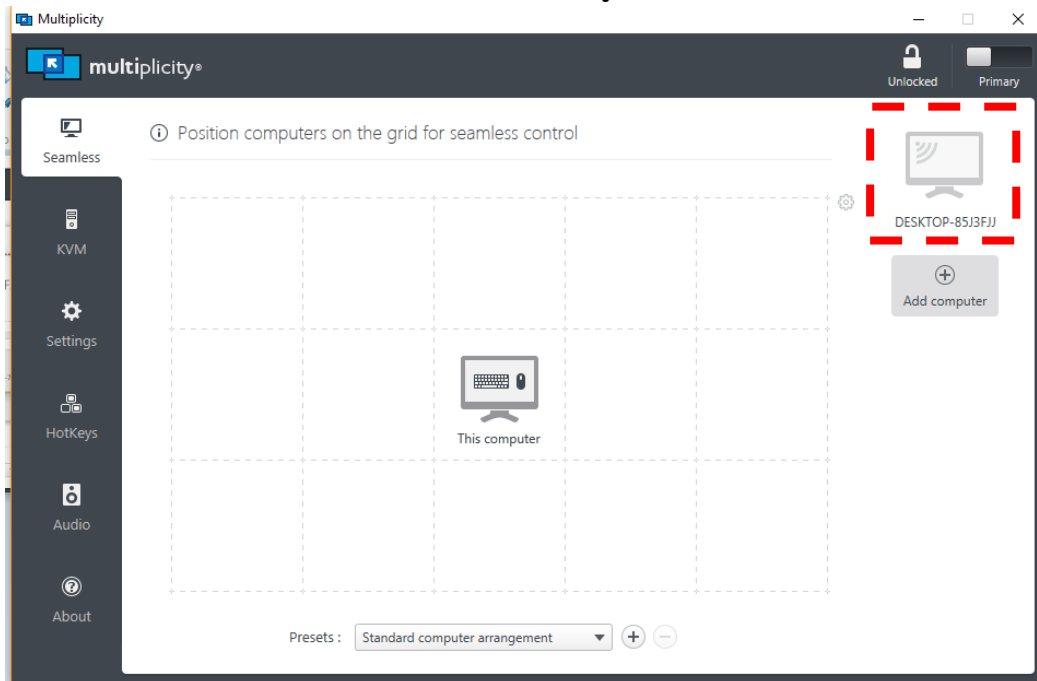 Multiplicity
multiplicity®
Unlocked
Primary
Seamless
Position computers on the grid for seamless control
DESKTOP-85J3FJJ
KVM
Add computer
Settings
This computer
HotKeys
Audio
About
Presets :
Standard computer arrangement